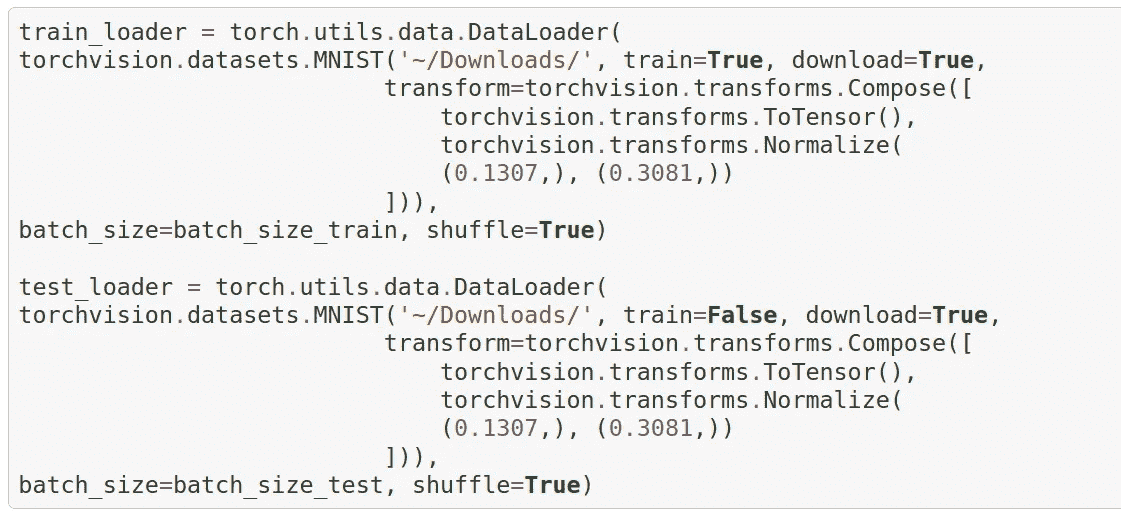 train_loader = torch.utils.data.DataLoader(
torchvision.datasets.MNIST('~/Downloads/', train=True, download=True,
                          transform=torchvision.transforms.Compose([
                              torchvision.transforms.ToTensor(),
                              torchvision.transforms.Normalize(
                              (0.1307,), (0.3081,))
                          ])),
batch_size=batch_size_train, shuffle=True)

test_loader = torch.utils.data.DataLoader(
torchvision.datasets.MNIST('~/Downloads/', train=False, download=True,
                          transform=torchvision.transforms.Compose([
                              torchvision.transforms.ToTensor(),
                              torchvision.transforms.Normalize(
                              (0.1307,), (0.3081,))
                          ])),
batch_size=batch_size_test, shuffle=True)